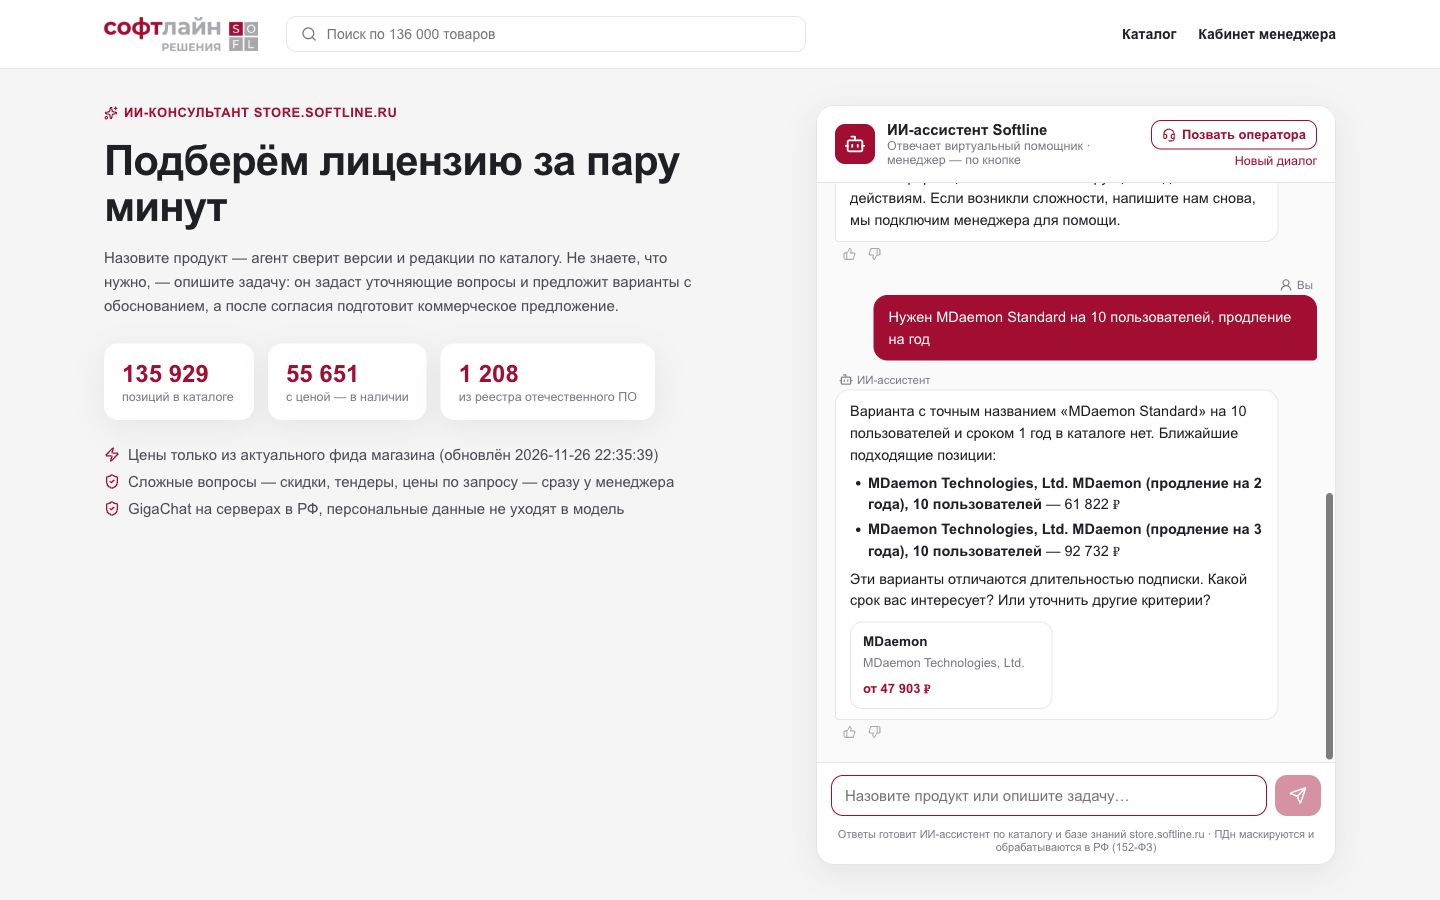 софтлайн
РЕШЕНИЯ
SO
FL
Поиск по 136 000 товаров
Каталог
Кабинет менеджера
ИИ-КОНСУЛЬТАНТ STORE.SOFTLINE.RU
Подберём лицензию за пару
минут
Назовите продукт — агент сверит версии и редакции по каталогу. Не знаете, что
нужно, — опишите задачу: он задаст уточняющие вопросы и предложит варианты с
обоснованием, а после согласия подготовит коммерческое предложение.
135 929
позиций в каталоге
55 651
с ценой — в наличии
1 208
из реестра отечественного ПО
Цены только из актуального фида магазина (обновлён 2026-11-26 22:35:39)
Сложные вопросы — скидки, тендеры, цены по запросу — сразу у менеджера
GigaChat на серверах в РФ, персональные данные не уходят в модель
ИИ-ассистент Softline
Отвечает виртуальный помощник ·
менеджер — по кнопке
Позвать оператора
Новый диалог
действиям. Если возникли сложности, напишите нам снова,
мы подключим менеджера для помощи.
Вы
Нужен MDaemon Standard на 10 пользователей, продление
на год
ИИ-ассистент
Варианта с точным названием «MDaemon Standard» на 10
пользователей и сроком 1 год в каталоге нет. Ближайшие
подходящие позиции:
• MDaemon Technologies, Ltd. MDaemon (продление на 2
года), 10 пользователей — 61 822 ₽
• MDaemon Technologies, Ltd. MDaemon (продление на 3
года), 10 пользователей — 92 732 ₽
Эти варианты отличаются длительностью подписки. Какой
срок вас интересует? Или уточнить другие критерии?
MDaemon
MDaemon Technologies, Ltd.
от 47 903 ₽
Назовите продукт или опишите задачу…
Ответы готовит ИИ-ассистент по каталогу и базе знаний store.softline.ru · ПДн маскируются и
обрабатываются в РФ (152-ФЗ)